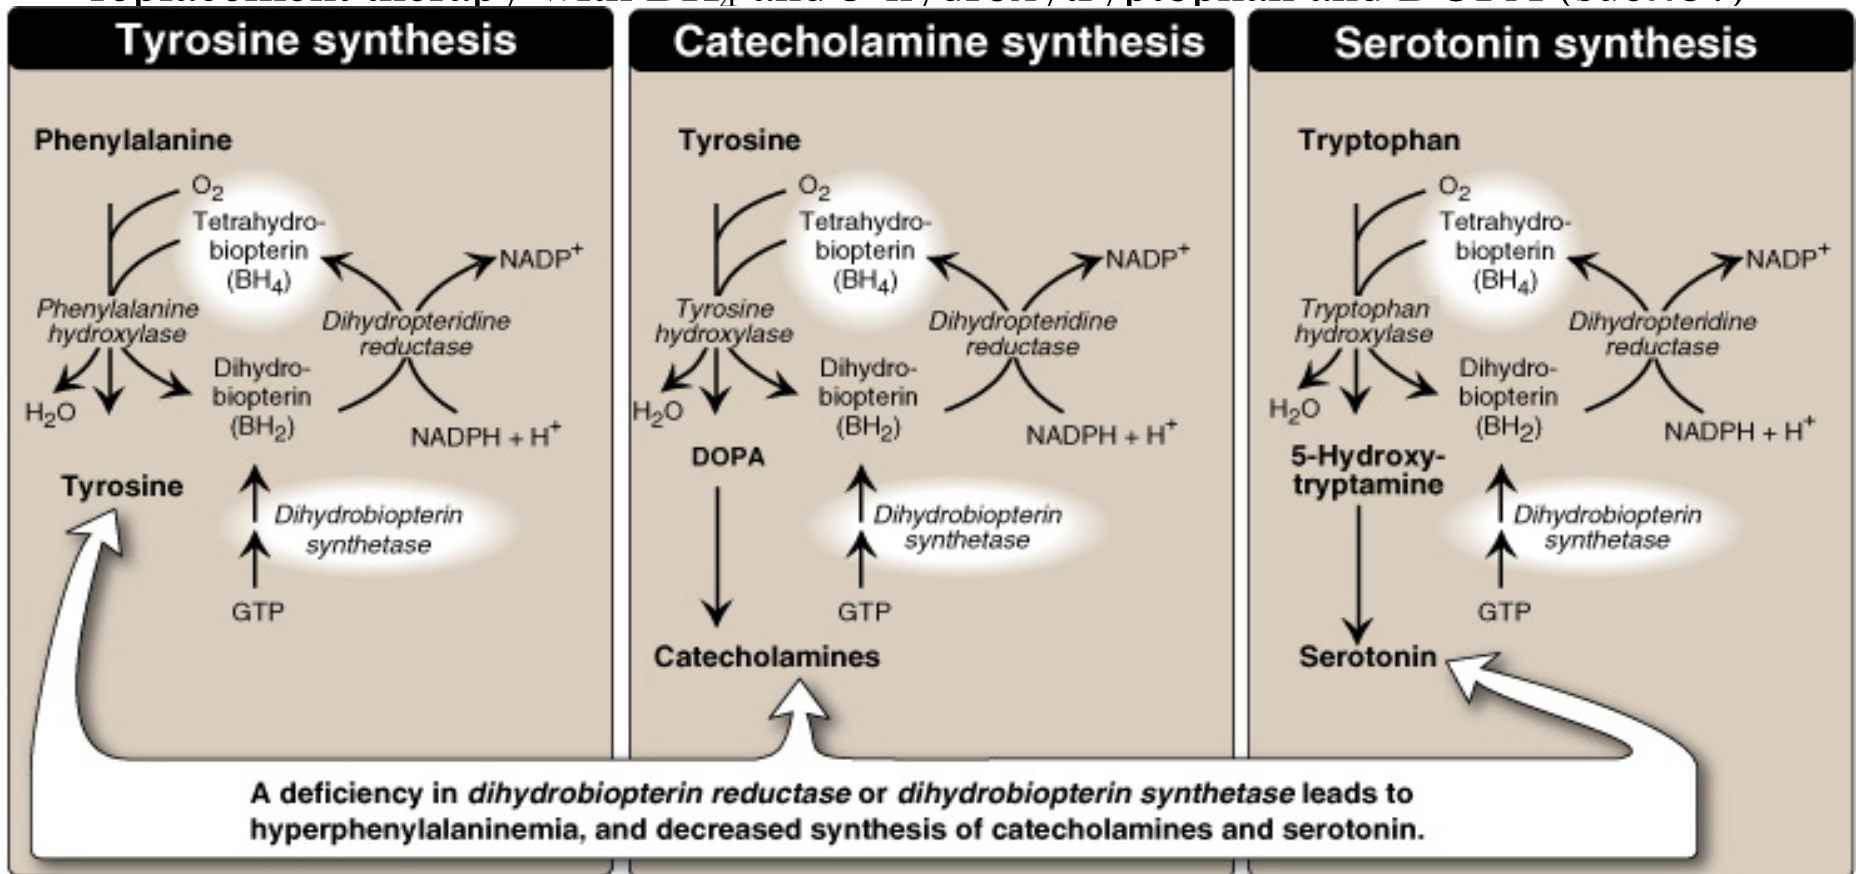 Tyrosine synthesis
Phenylalanine
O2
Tetrahydro-
biopterin
(BH4)
NADP+
Phenylalanine
hydroxylase
Dihydropteridine
reductase
H2O
Dihydro-
biopterin
(BH2)
NADPH + H+
Tyrosine
Dihydrobiopterin
synthetase
GTP
Catecholamine synthesis
Tyrosine
O2
Tetrahydro-
biopterin
(BH4)
NADP+
Tyrosine
hydroxylase
Dihydropteridine
reductase
H2O
Dihydro-
biopterin
(BH2)
NADPH + H+
DOPA
Dihydrobiopterin
synthetase
GTP
Catecholamines
Serotonin synthesis
Tryptophan
O2
Tetrahydro-
biopterin
(BH4)
NADP+
Tryptophan
hydroxylase
Dihydropteridine
reductase
H2O
Dihydro-
biopterin
(BH2)
NADPH + H+
5-Hydroxy-
tryptamine
Dihydrobiopterin
synthetase
GTP
Serotonin
A deficiency in dihydrobiopterin reductase or dihydrobiopterin synthetase leads to
hyperphenylalaninemia, and decreased synthesis of catecholamines and serotonin.